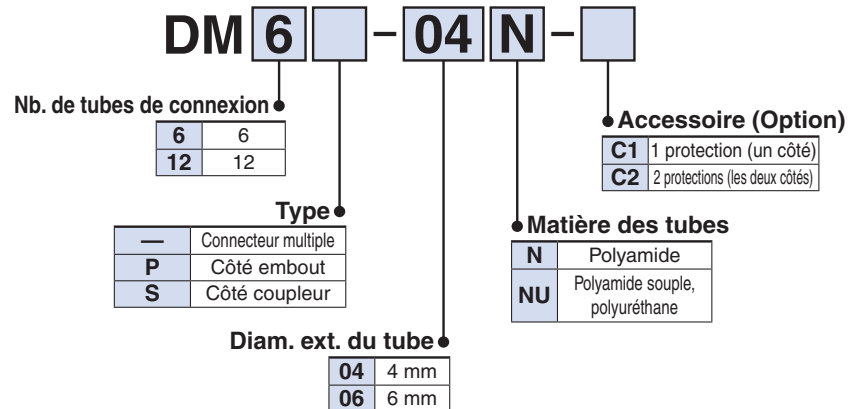 DM 6 – 04 N –
Nb. de tubes de connexion
6 6
12 12
Type
— Connecteur multiple
P Côté embout
S Côté coupleur
Diam. ext. du tube
04 4 mm
06 6 mm
Matière des tubes
N Polyamide
NU Polyamide souple,
polyuréthane
Accessoire (Option)
C1 1 protection (un côté)
C2 2 protections (les deux côtés)